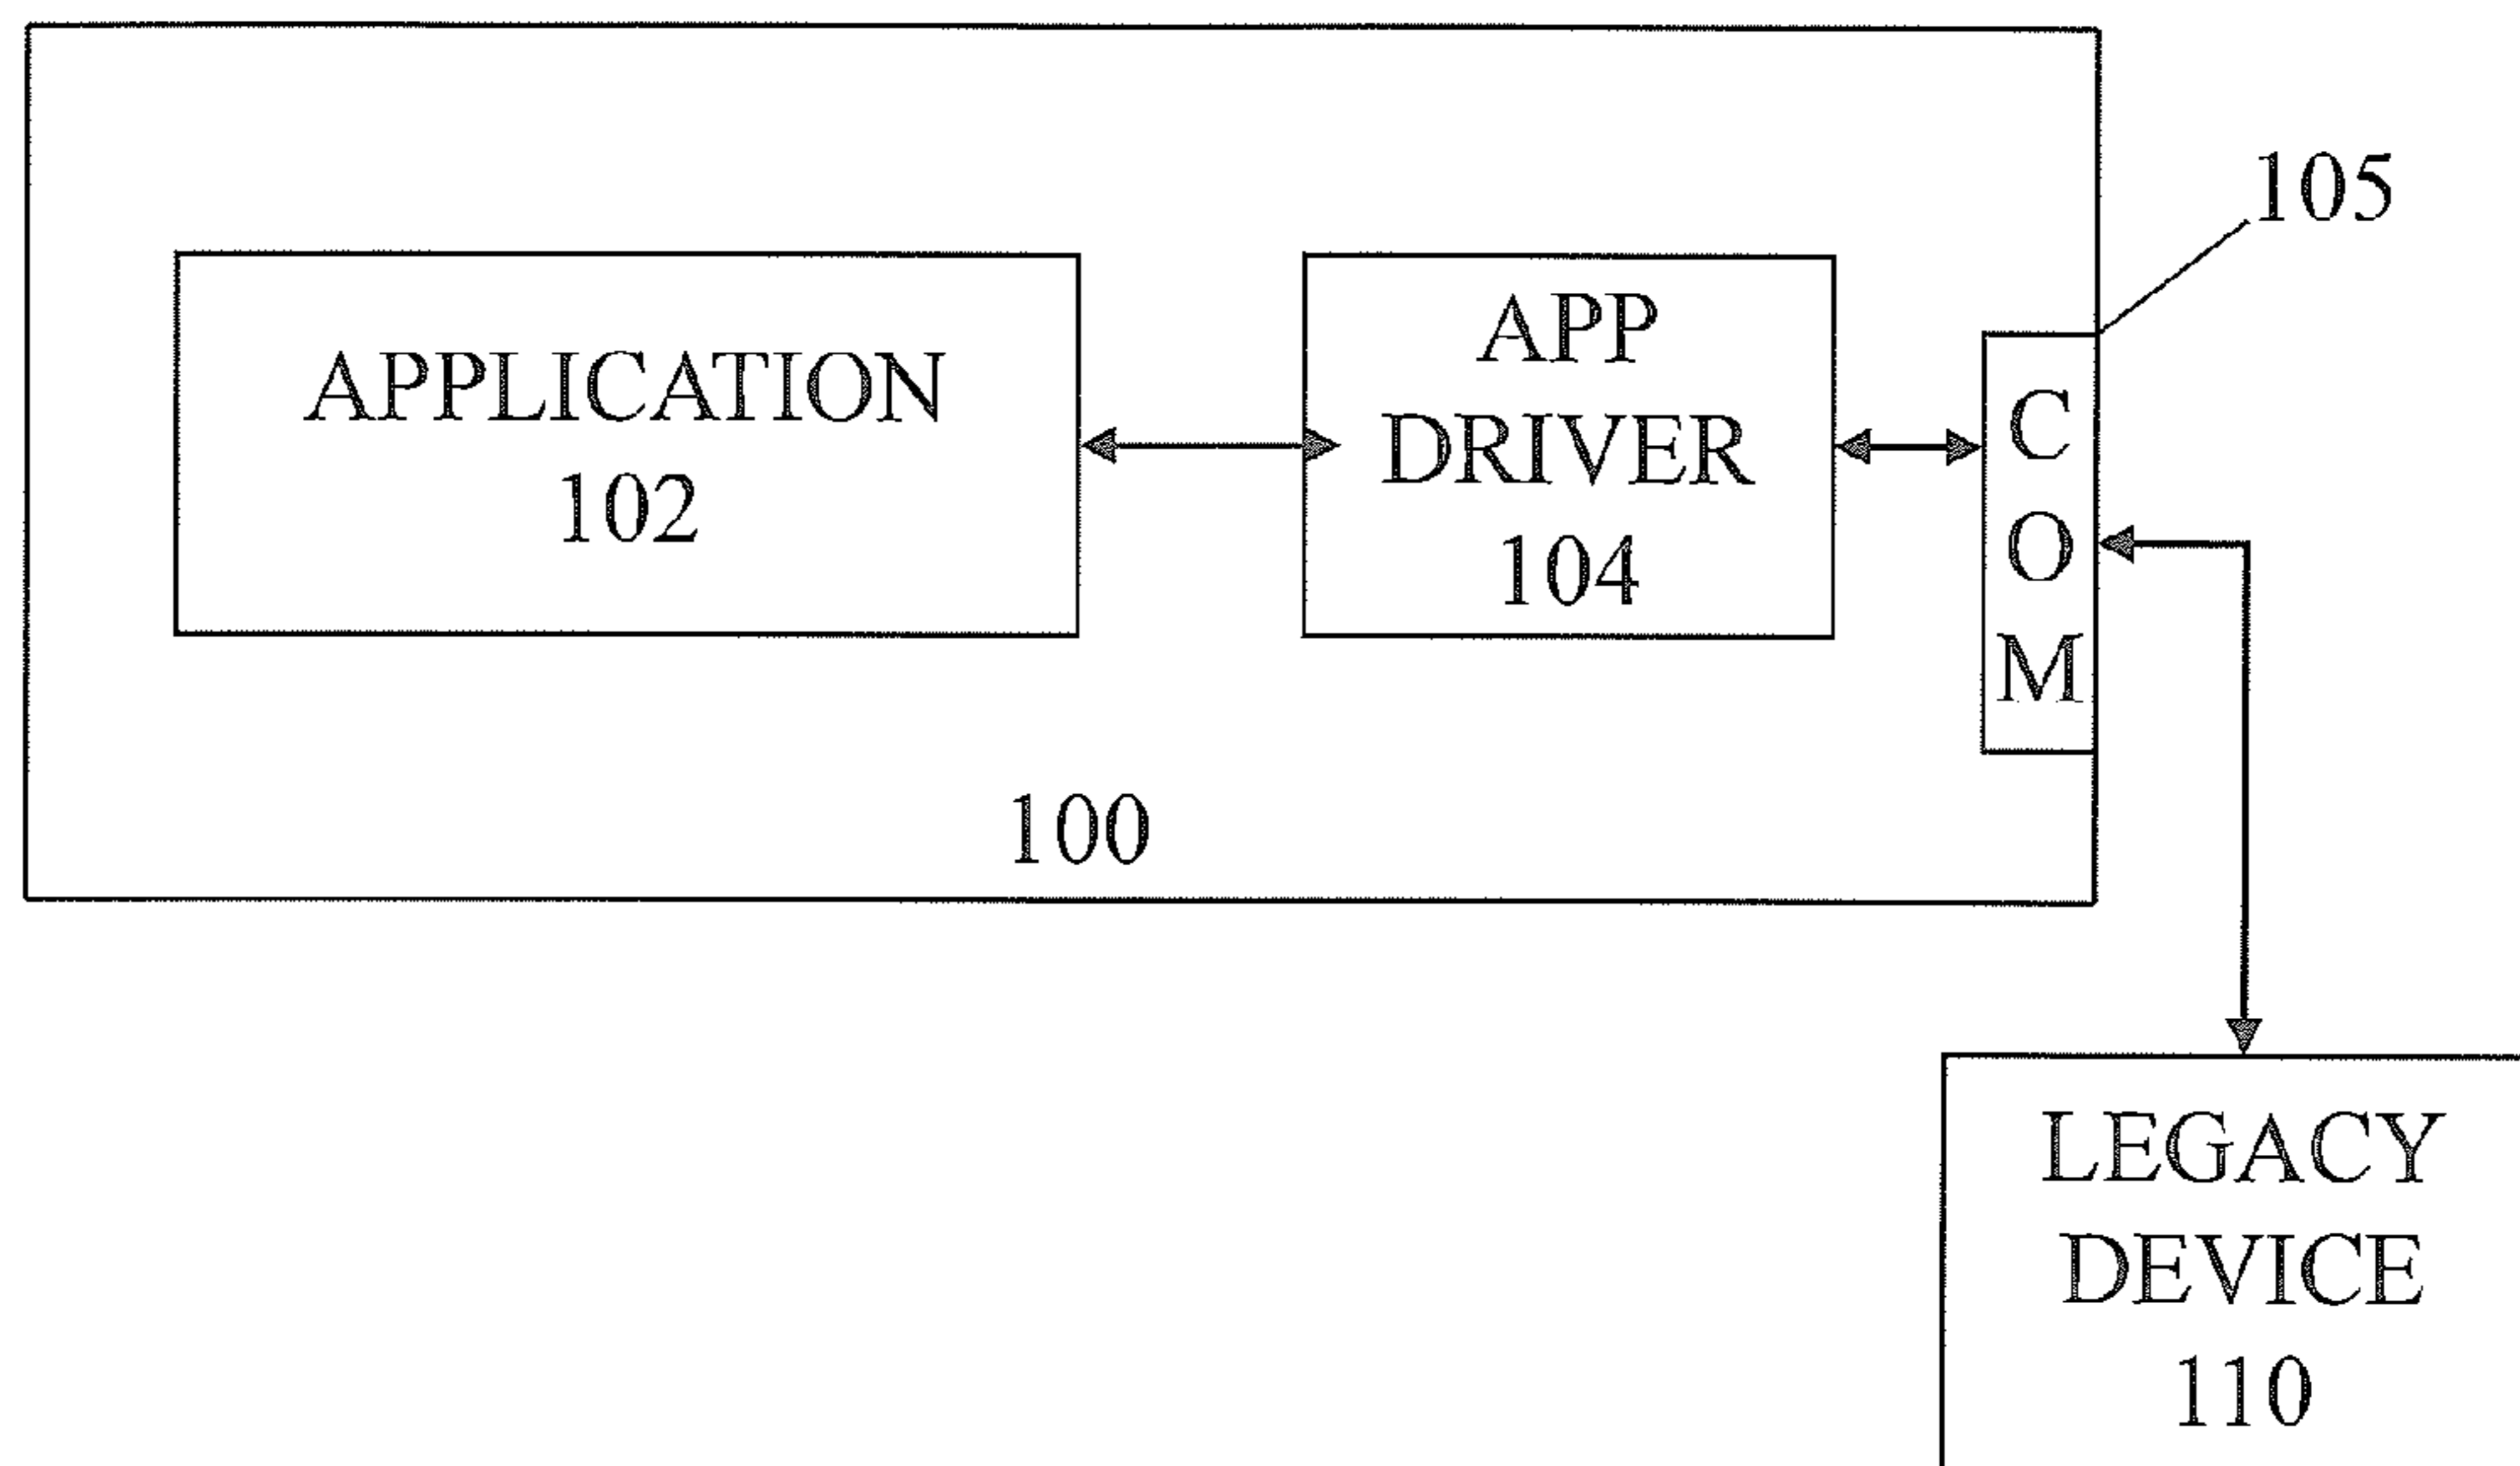 105
APPLICATION
102
APP
DRIVER
104
C
O
M
100
LEGACY
DEVICE
110